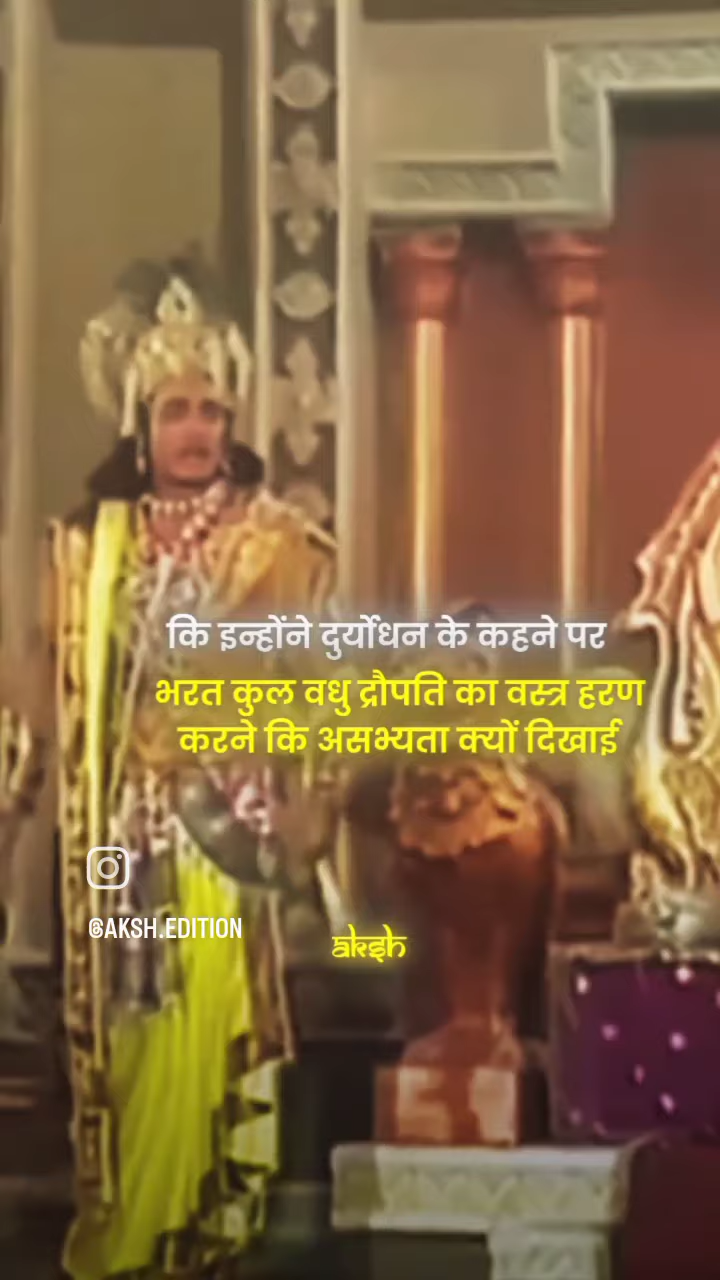 कि इन्होंने दुर्योधन के कहने पर
भरत कुल वधु द्रौपति का वस्त्र हरण
करने कि असभ्यता क्यों दिखाई
@AKSH.EDITION
aksh